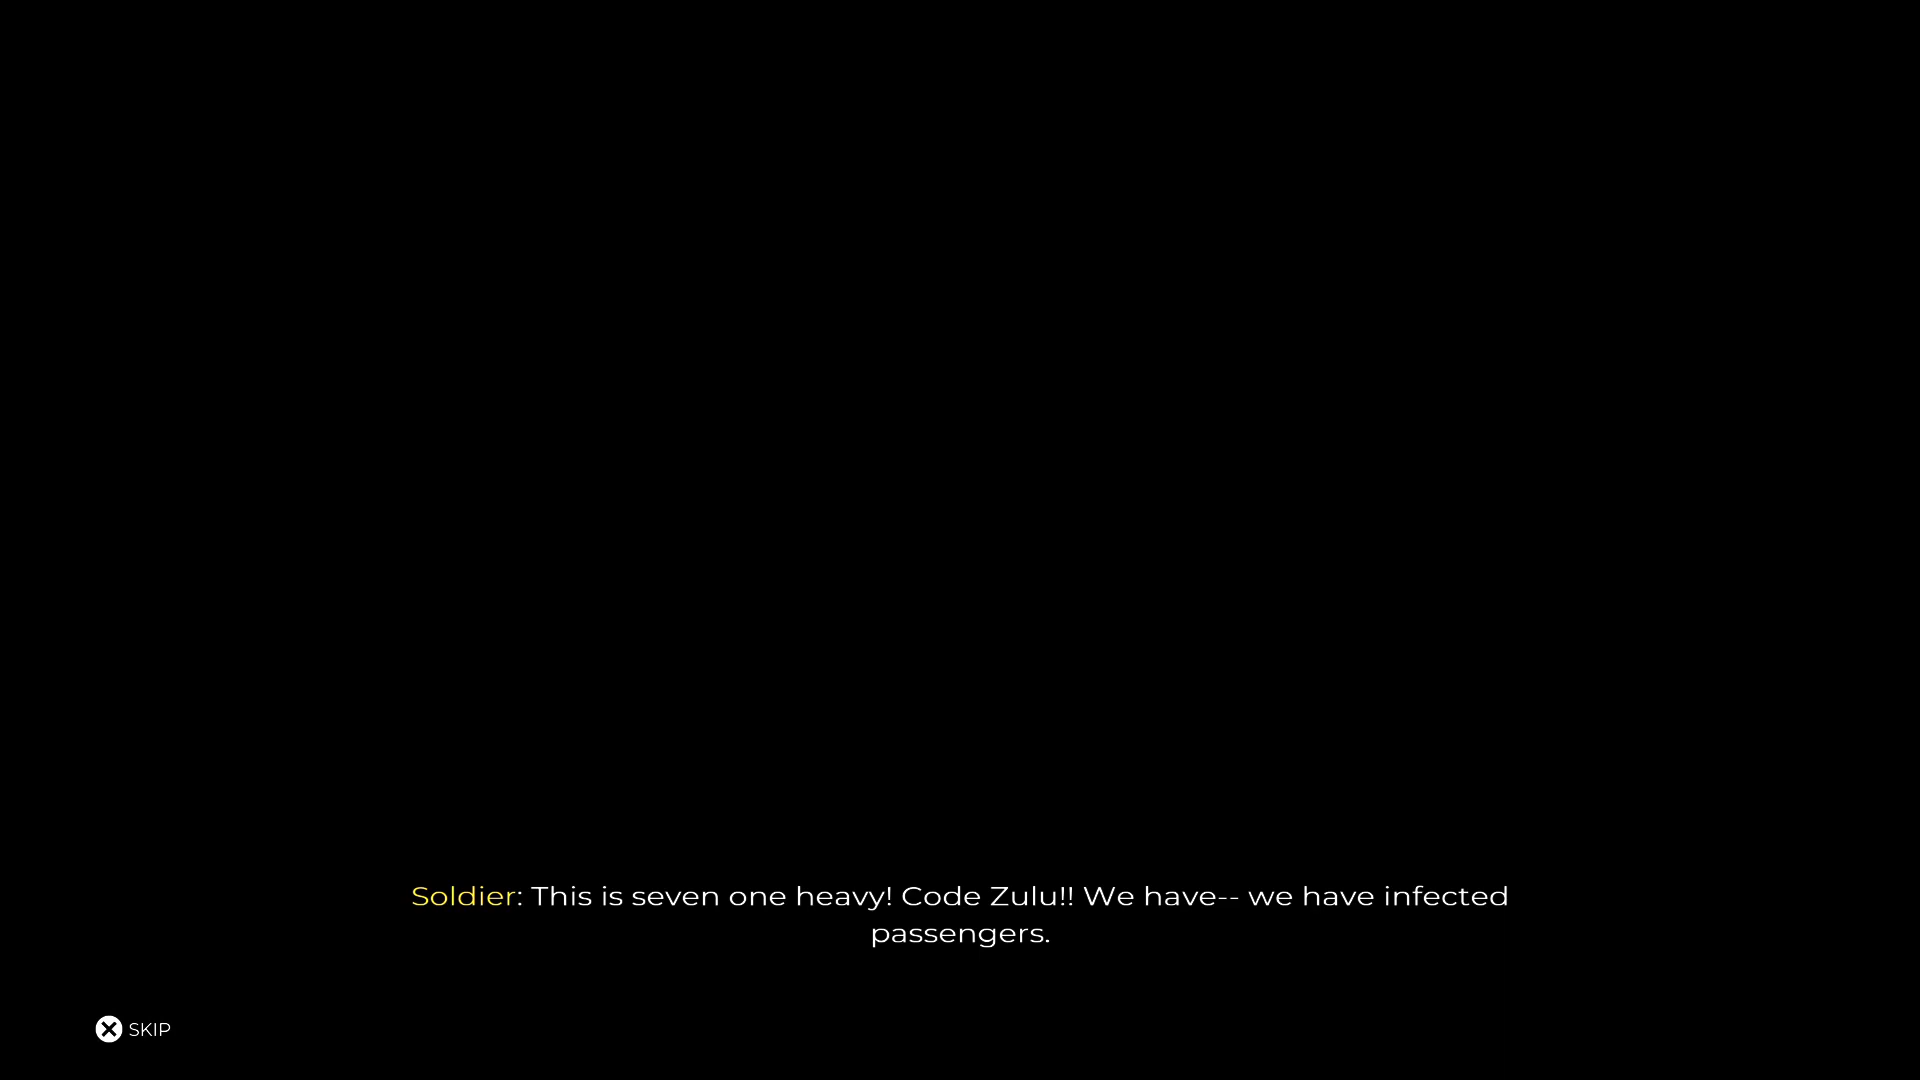 Soldier: This is seven one heavy! Code Zulu!! We have-- we have infected
passengers.
SKIP